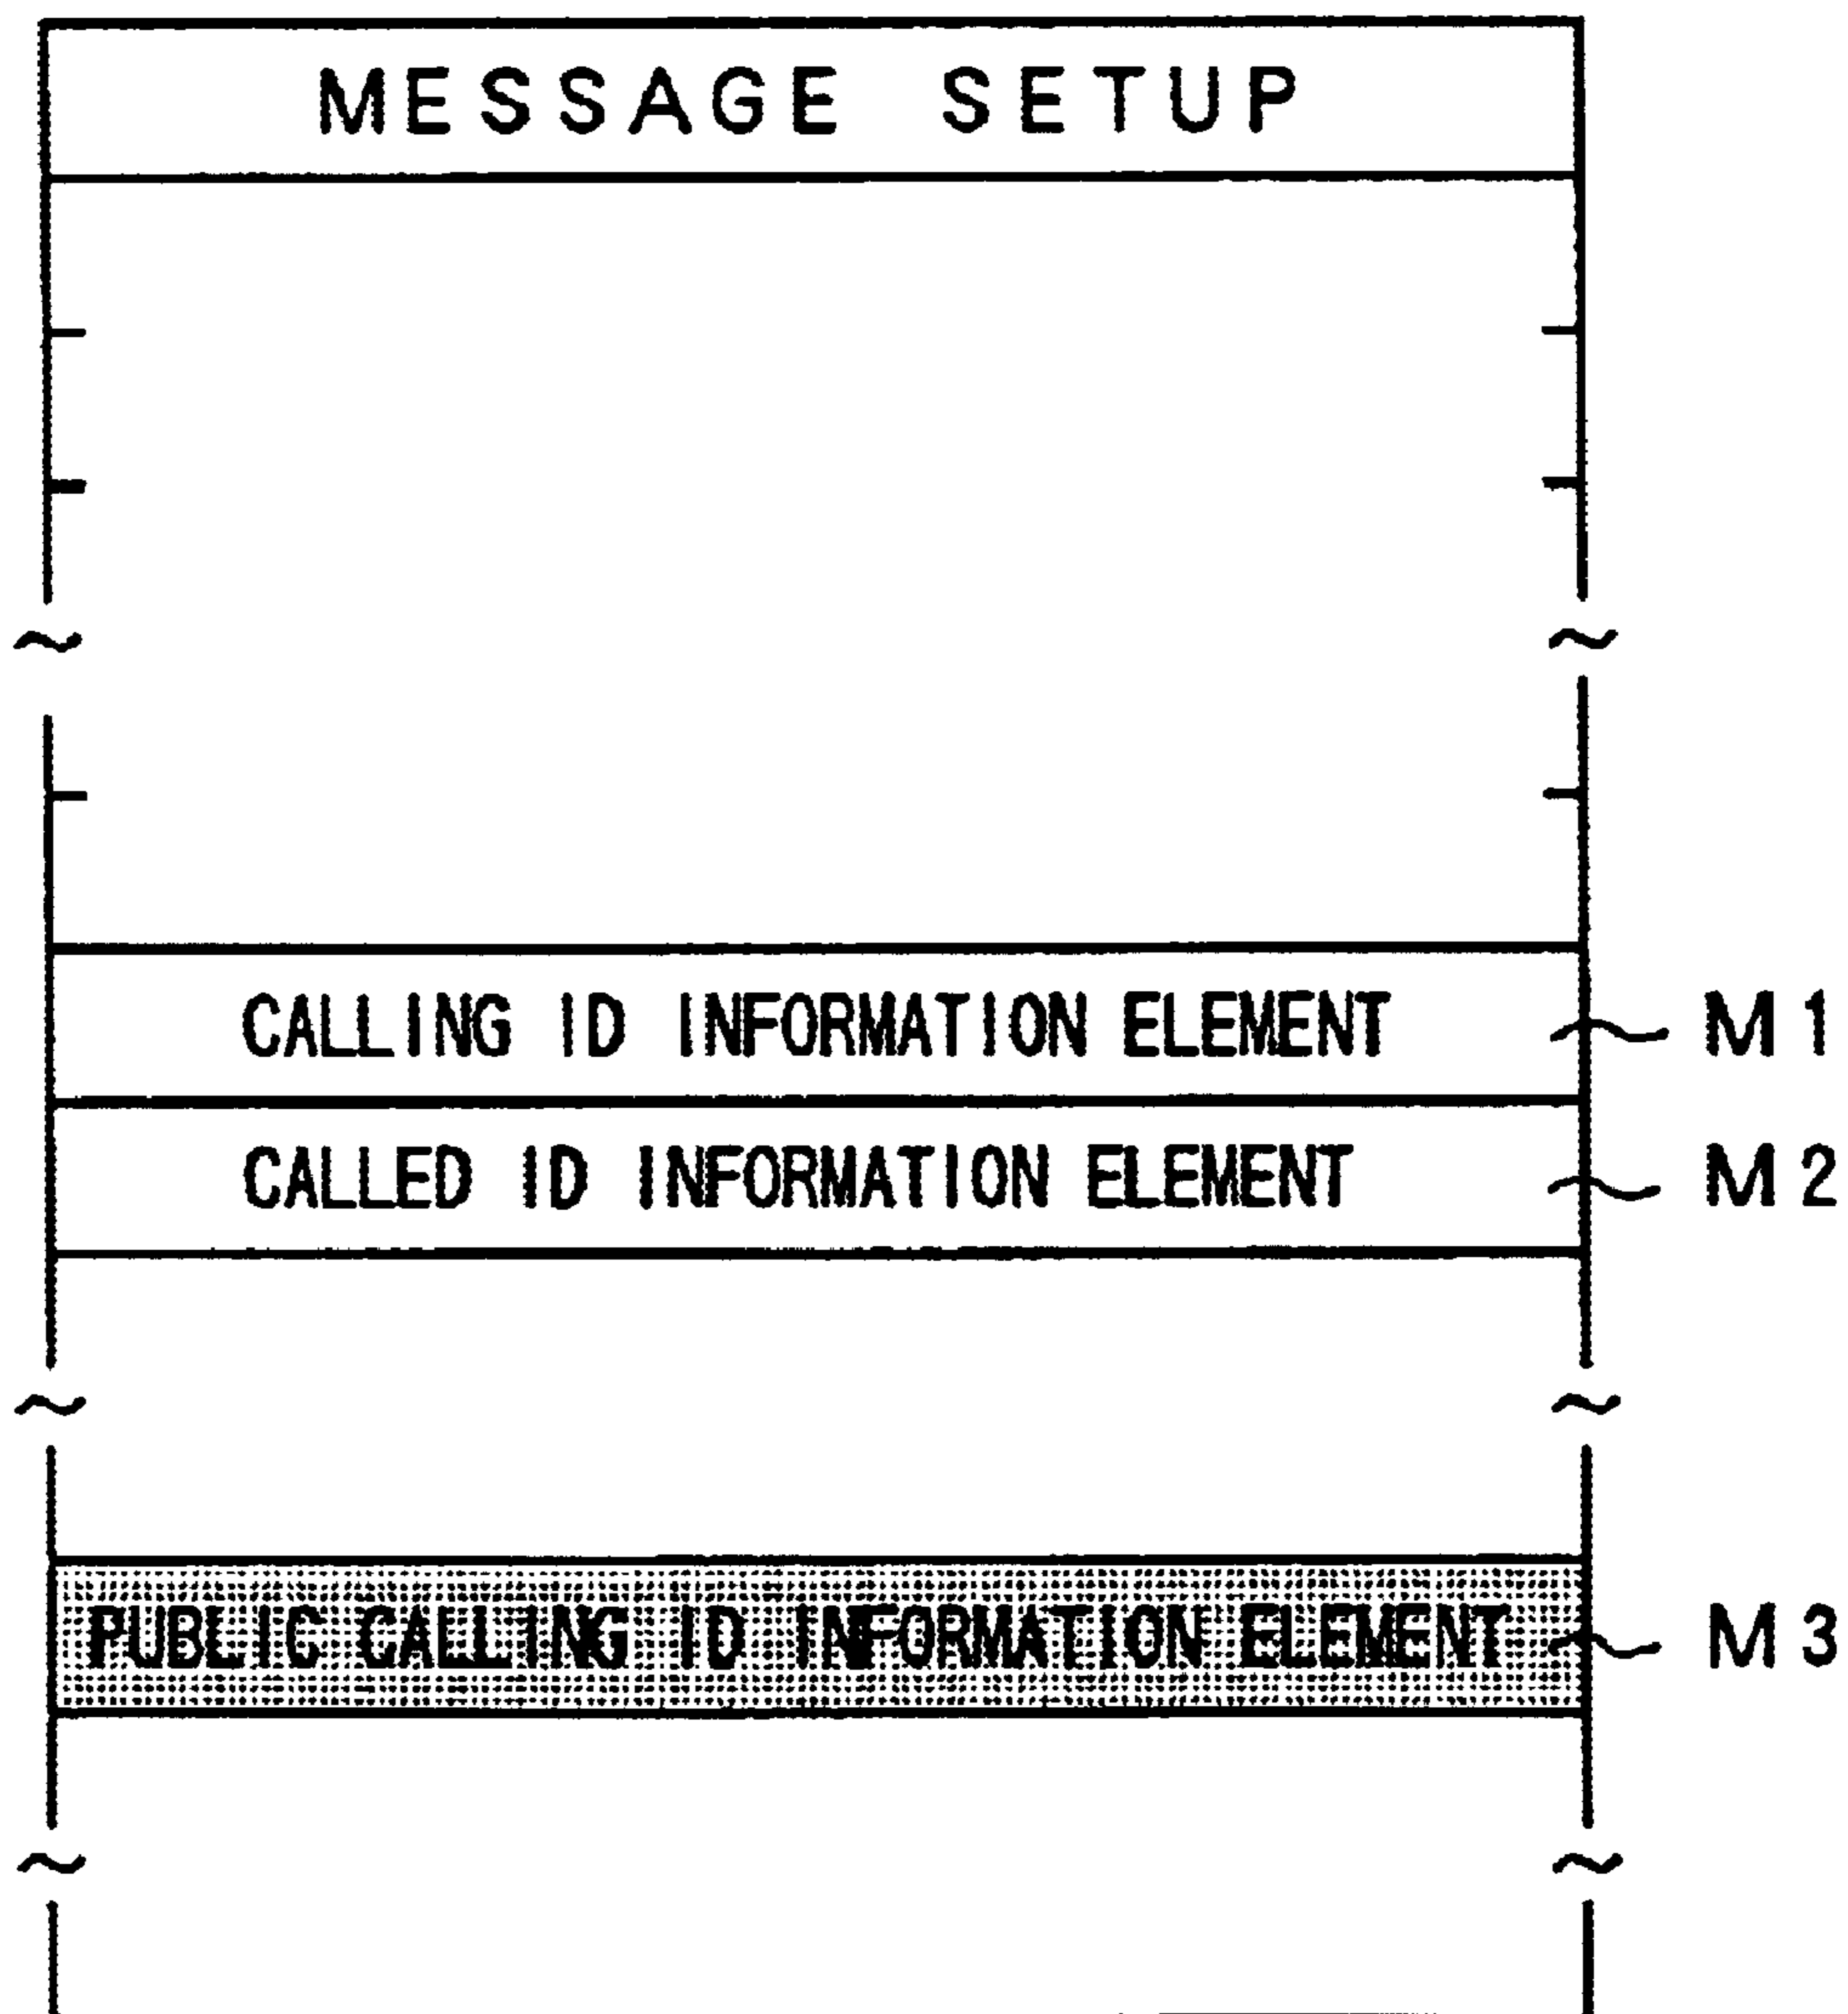 MESSAGE SETUP
CALLING ID INFORMATION ELEMENT M1
CALLED ID INFORMATION ELEMENT M2
PUBLIC CALLING ID INFORMATION ELEMENT M3